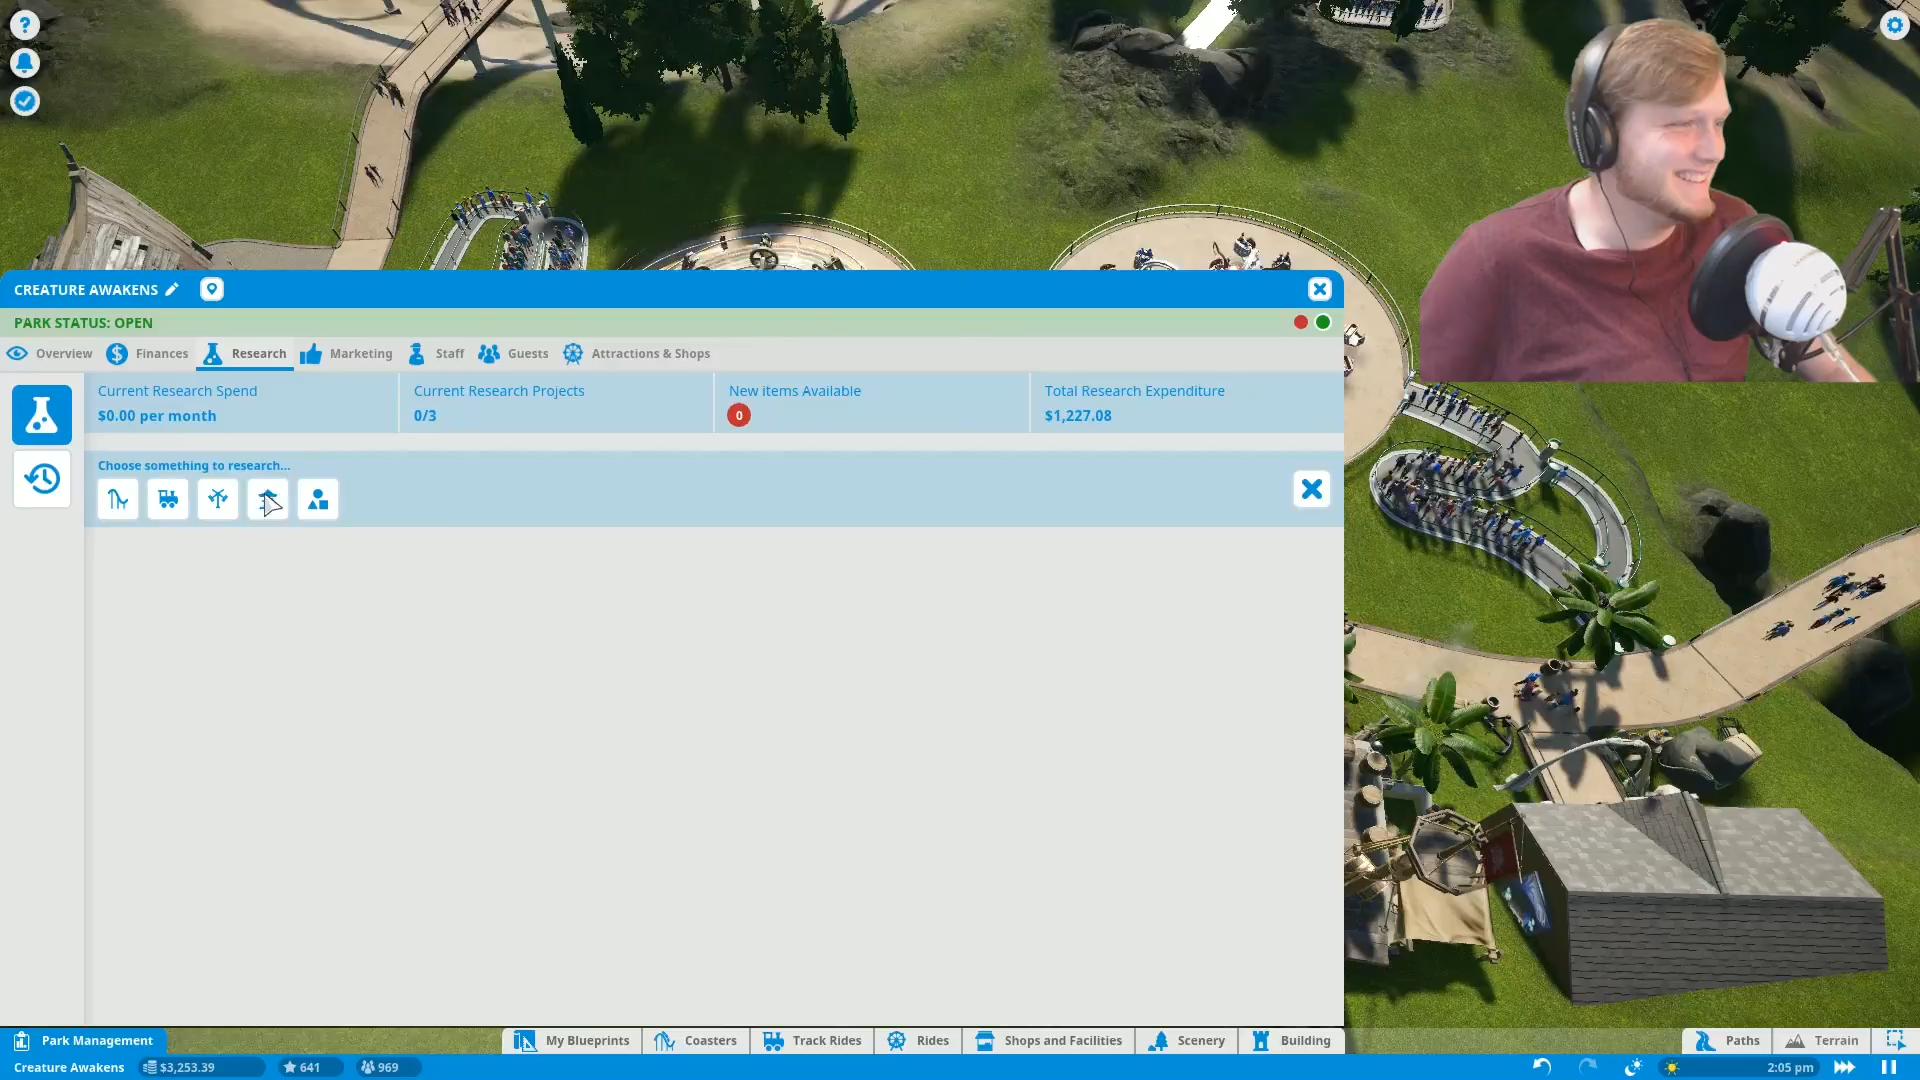 CREATURE AWAKENS
PARK STATUS: OPEN
Overview
Finances
Research
Marketing
Staff
Guests
Attractions & Shops
Current Research Spend
$0.00 per month
Current Research Projects
0/3
New items Available
0
Total Research Expenditure
$1,227.08
Choose something to research...
Park Management
My Blueprints
Coasters
Track Rides
Rides
Shops and Facilities
Scenery
Building
Paths
Terrain
Creature Awakens
$3,253.39
641
969
2:05 pm